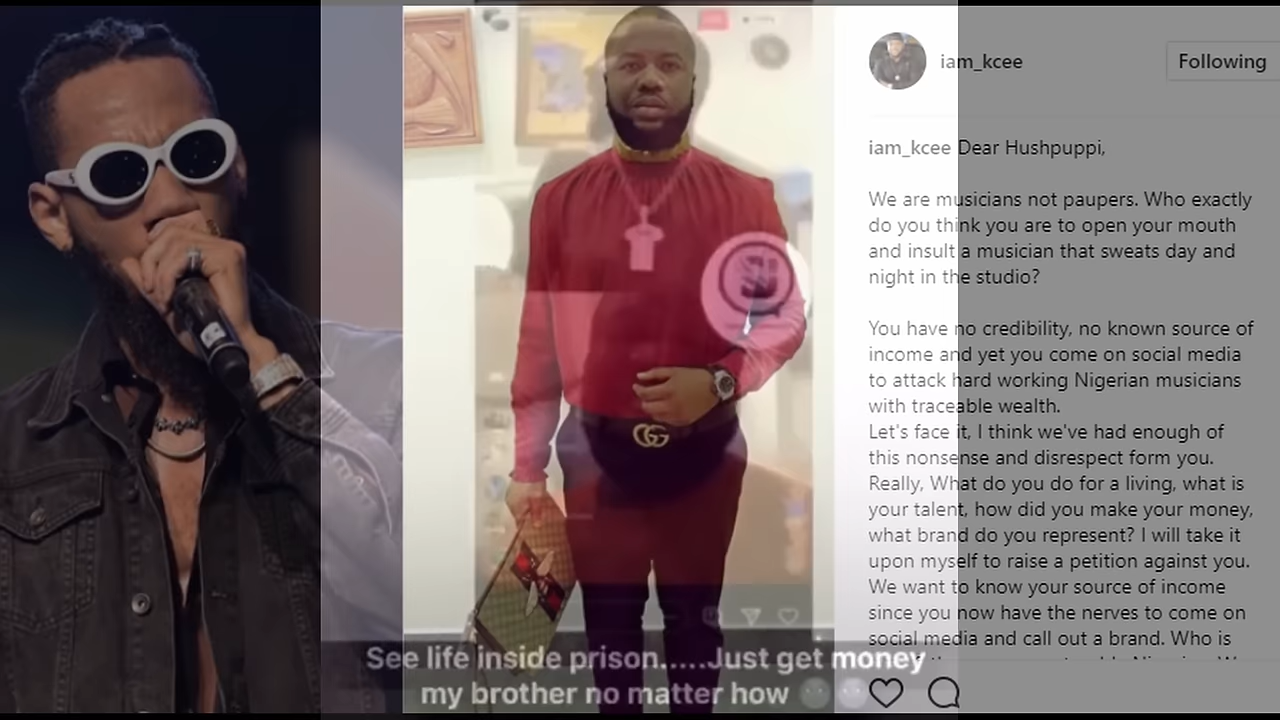 iam_kcee
Following
iam_kcee Dear Hushpuppi,
We are musicians not paupers. Who exactly
do you think you are to open your mouth
and insult a musician that sweats day and
night in the studio?
You have no credibility, no known source of
income and yet you come on social media
to attack hard working Nigerian musicians
with traceable wealth.
Let's face it, I think we've had enough of
this nonsense and disrespect form you.
Really, What do you do for a living, what is
your talent, how did you make your money,
what brand do you represent? I will take it
upon myself to raise a petition against you.
We want to know your source of income
since you now have the nerves to come on
social media and call out a brand. Who is
See life inside prison.....Just get money
my brother no matter how